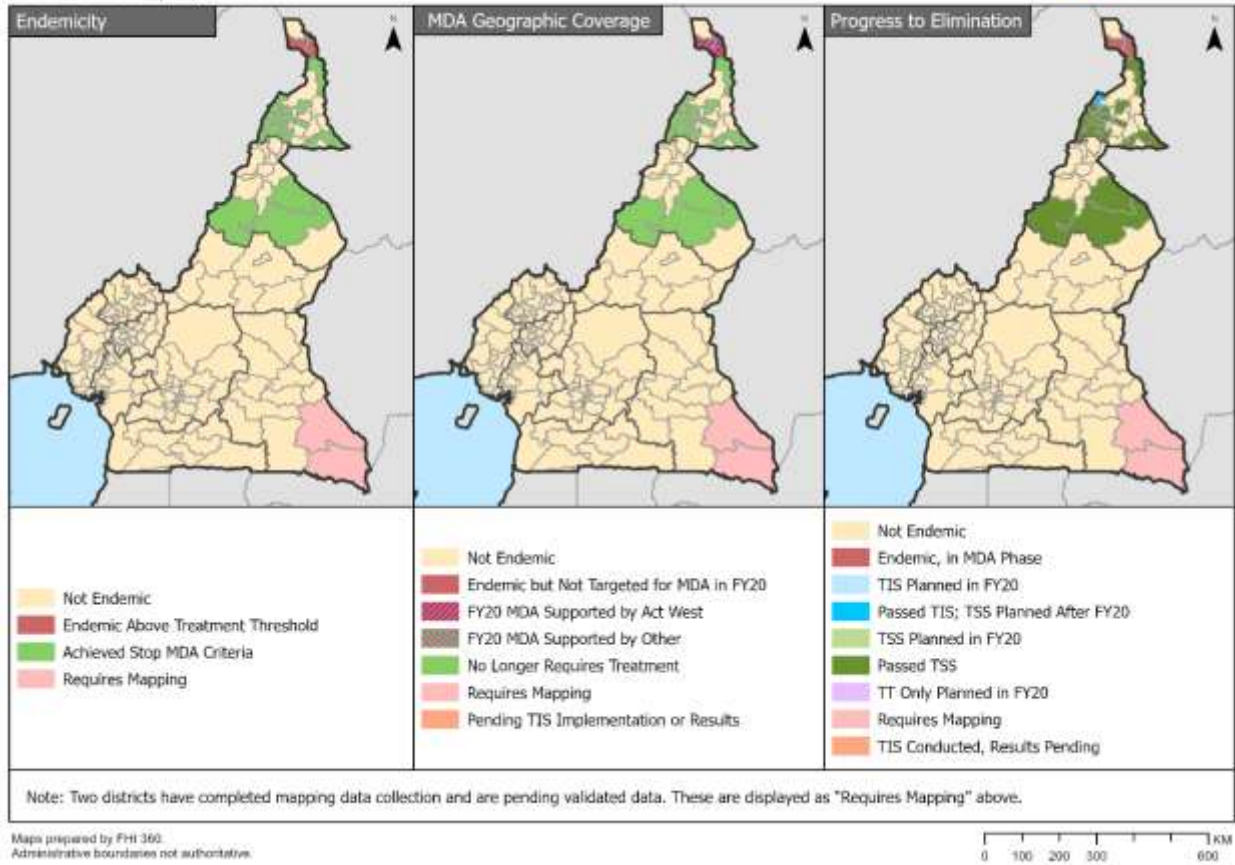 Endemicity
N
MDA Geographic Coverage
N
Progress to Elimination
N
Not Endemic
Endemic Above Treatment Threshold
Achieved Stop MDA Criteria
Requires Mapping
Not Endemic
Endemic but Not Targeted for MDA in FY20
FY20 MDA Supported by Act West
FY20 MDA Supported by Other
No Longer Requires Treatment
Requires Mapping
Pending TIS Implementation or Results
Not Endemic
Endemic, in MDA Phase
TIS Planned in FY20
Passed TIS; TSS Planned After FY20
TSS Planned in FY20
Passed TSS
TT Only Planned in FY20
Requires Mapping
TIS Conducted, Results Pending
Note: Two districts have completed mapping data collection and are pending validated data. These are displayed as "Requires Mapping" above.
Maps prepared by FHI 360.
Administrative boundaries not authoritative.
KM
0 100 200 300 600